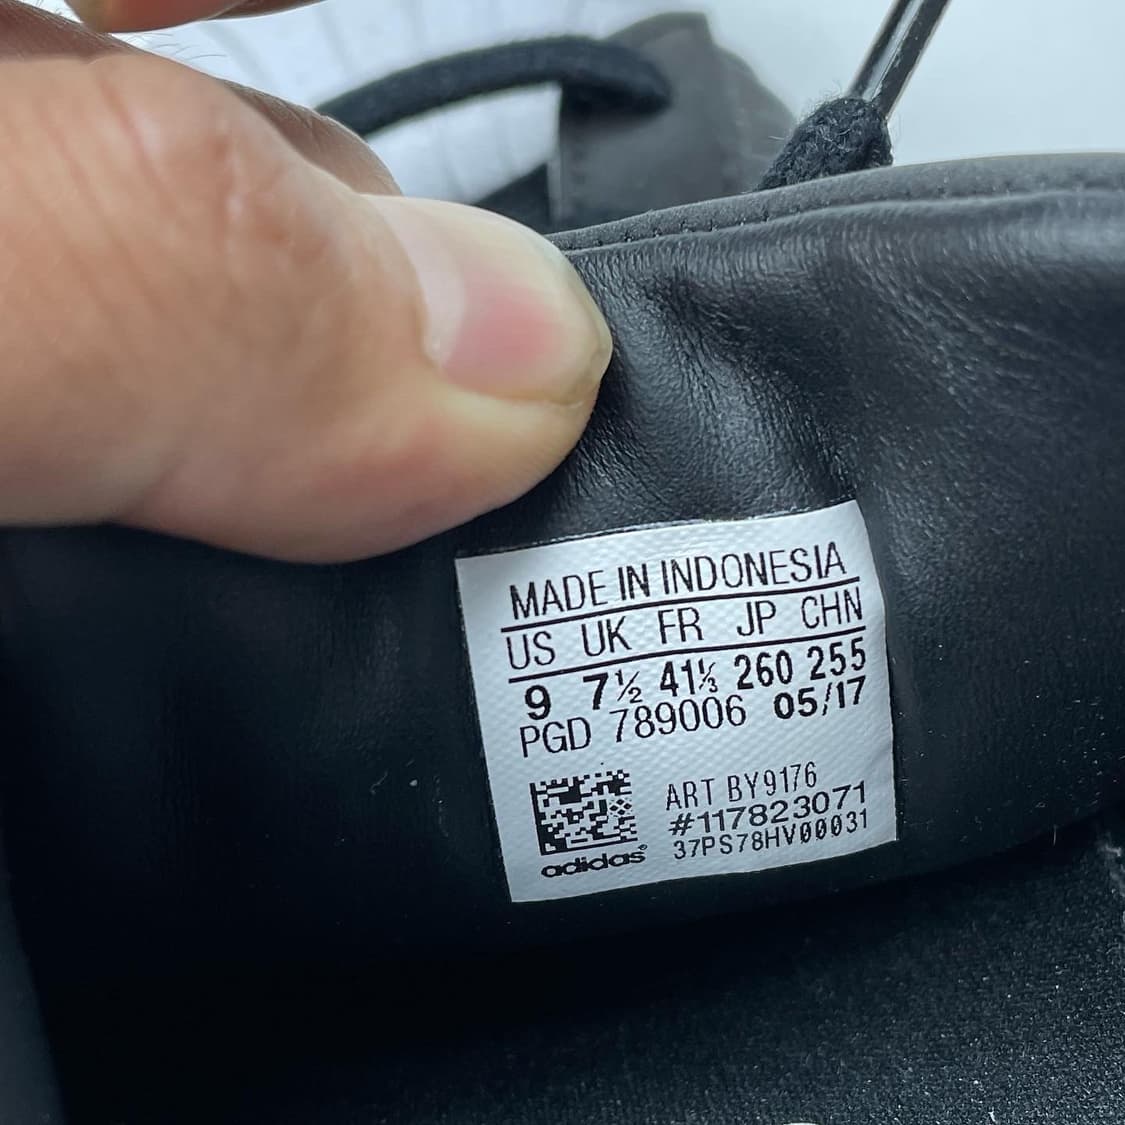 MADE IN INDONESIA
US UK FR JP CHN
9 7½ 41⅓ 260 255
PGD 789006 05/17
ART BY9176
#117823071
37PS78HV00031
adidas®